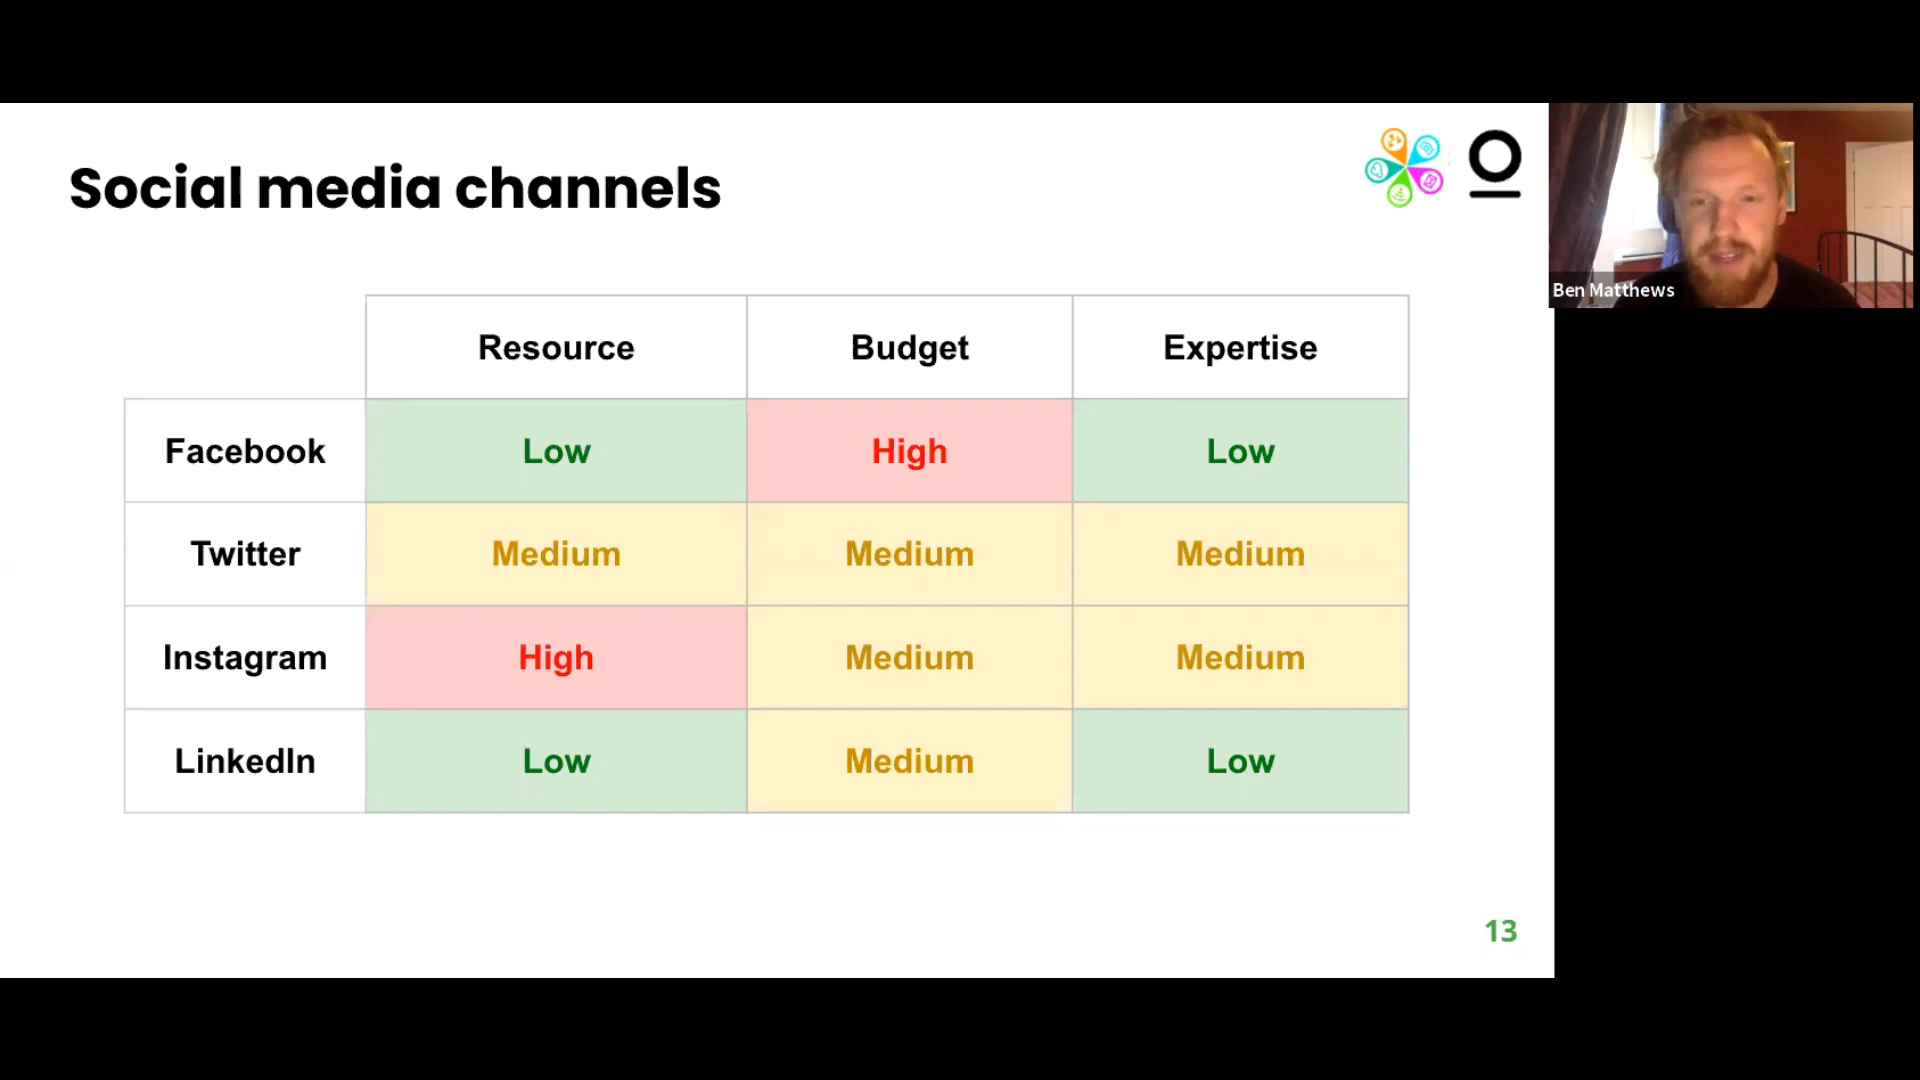 Social media channels
Ben Matthews
Resource Budget Expertise
Facebook Low High Low
Twitter Medium Medium Medium
Instagram High Medium Medium
LinkedIn Low Medium Low
13